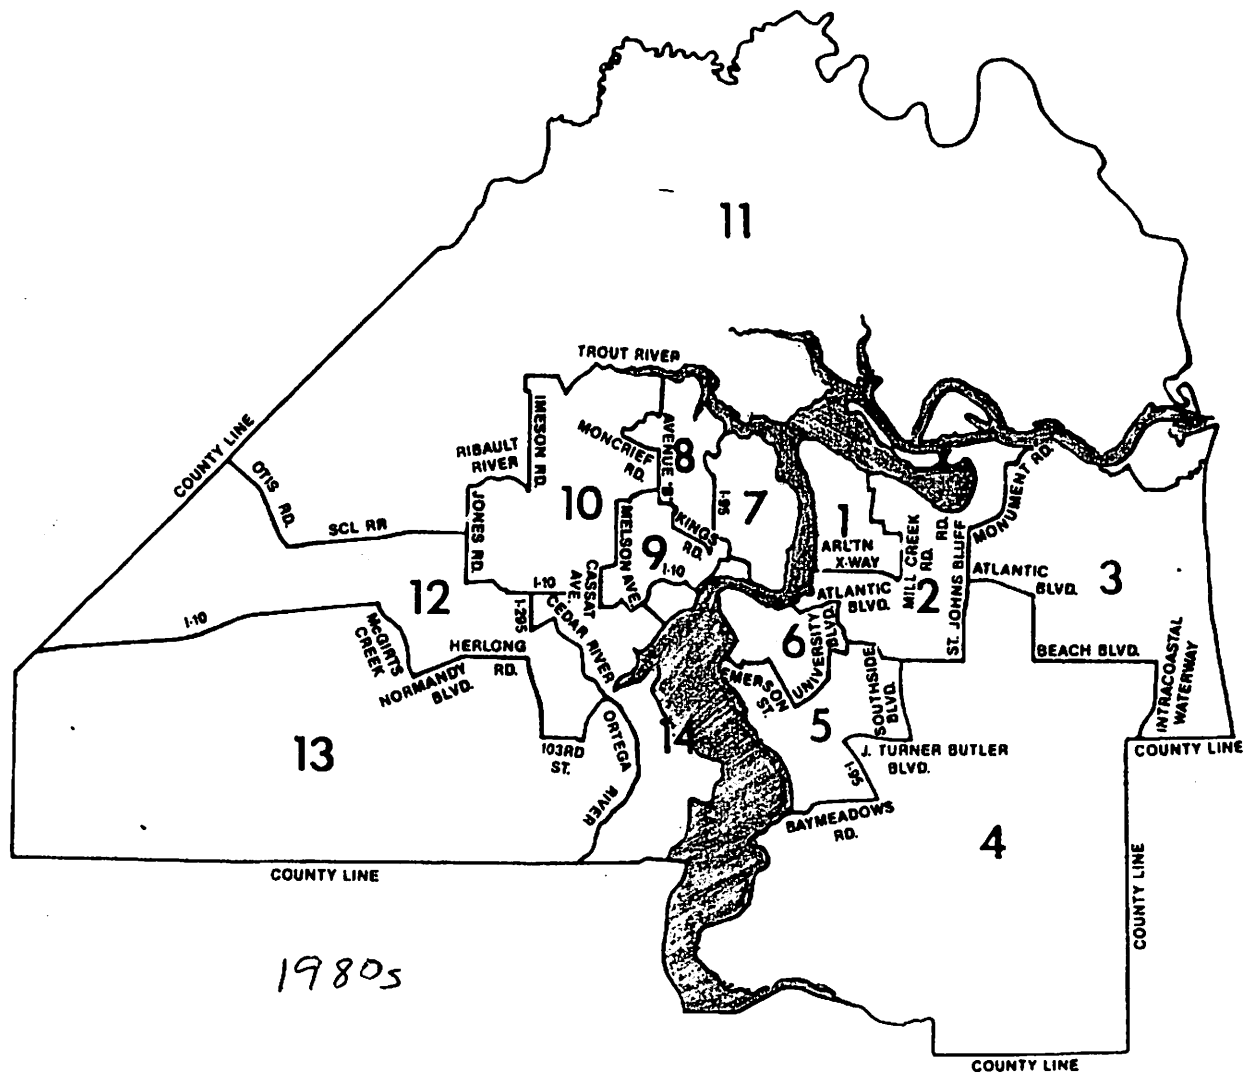 11
TROUT RIVER
COUNTY LINE
OTIS RD.
SCL RR
RIBAULT
RIVER
IMESON RD.
JONES RD.
MONCRIEF
RD.
AVENUE "B"
8
10
MELSON AVE.
KINGS
RD.
I-95
7
9
I-10
CASSAT
AVE.
1
ARL'TN
X-WAY
MILL CREEK
RD.
2
ST. JOHNS BLUFF
RD.
MONUMENT RD.
ATLANTIC
BLVD.
3
ATLANTIC
BLVD.
12
I-10
I-295
CEDAR RIVER
I-10
McGIRTS
CREEK
HERLONG
RD.
NORMANDY
BLVD.
6
UNIVERSITY
BLVD.
EMERSON
ST.
BEACH BLVD.
INTRACOASTAL
WATERWAY
SOUTHSIDE
BLVD.
5
14
13
103RD
ST.
ORTEGA
RIVER
J. TURNER BUTLER
BLVD.
I-95
COUNTY LINE
BAYMEADOWS
RD.
4
COUNTY LINE
COUNTY LINE
1980s
COUNTY LINE